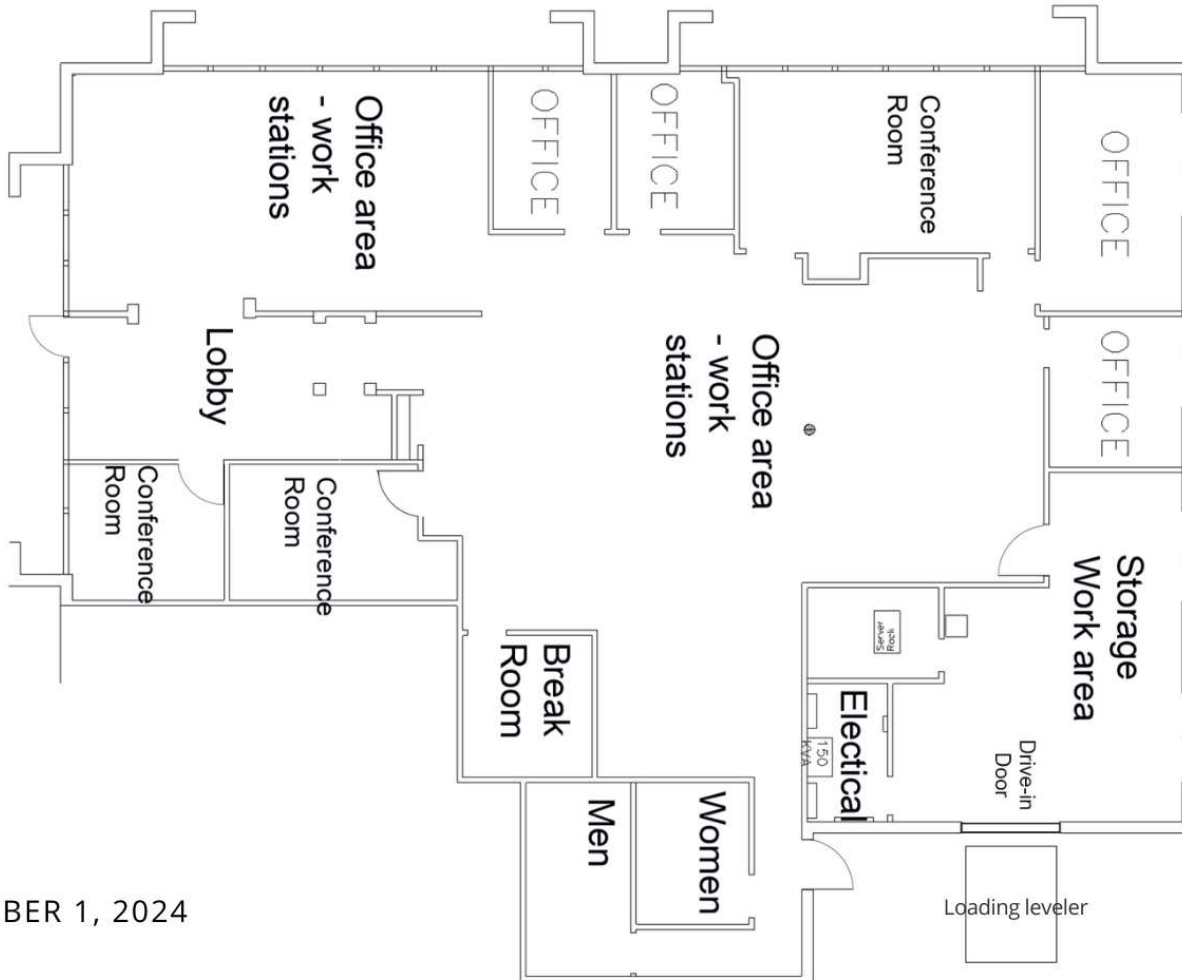 Office area
- work
stations
OFFICE
OFFICE
Conference
Room
OFFICE
Lobby
Office area
- work
stations
OFFICE
Conference
Room
Conference
Room
Storage
Work area
Rack
Server
Break
Room
Electical
150
KVA
Drive-in
Door
Men
Women
BER 1, 2024
Loading leveler